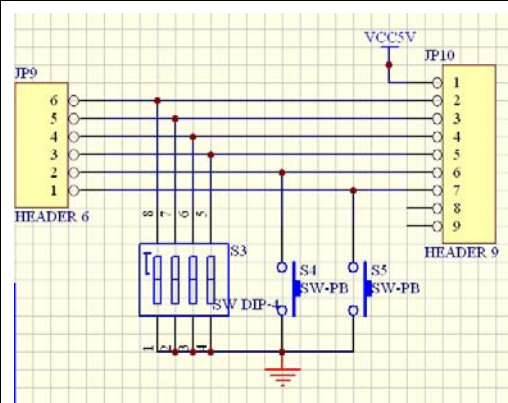 VCC5V
JP10
JP9
1
6 2
5 3
4 4
3 5
2 6
1 7
8
9
HEADER 6
HEADER 9
8 7 6 5
S3
S4
S5
SW-PB
SW-PB
SW DIP-4
1 2 3 4